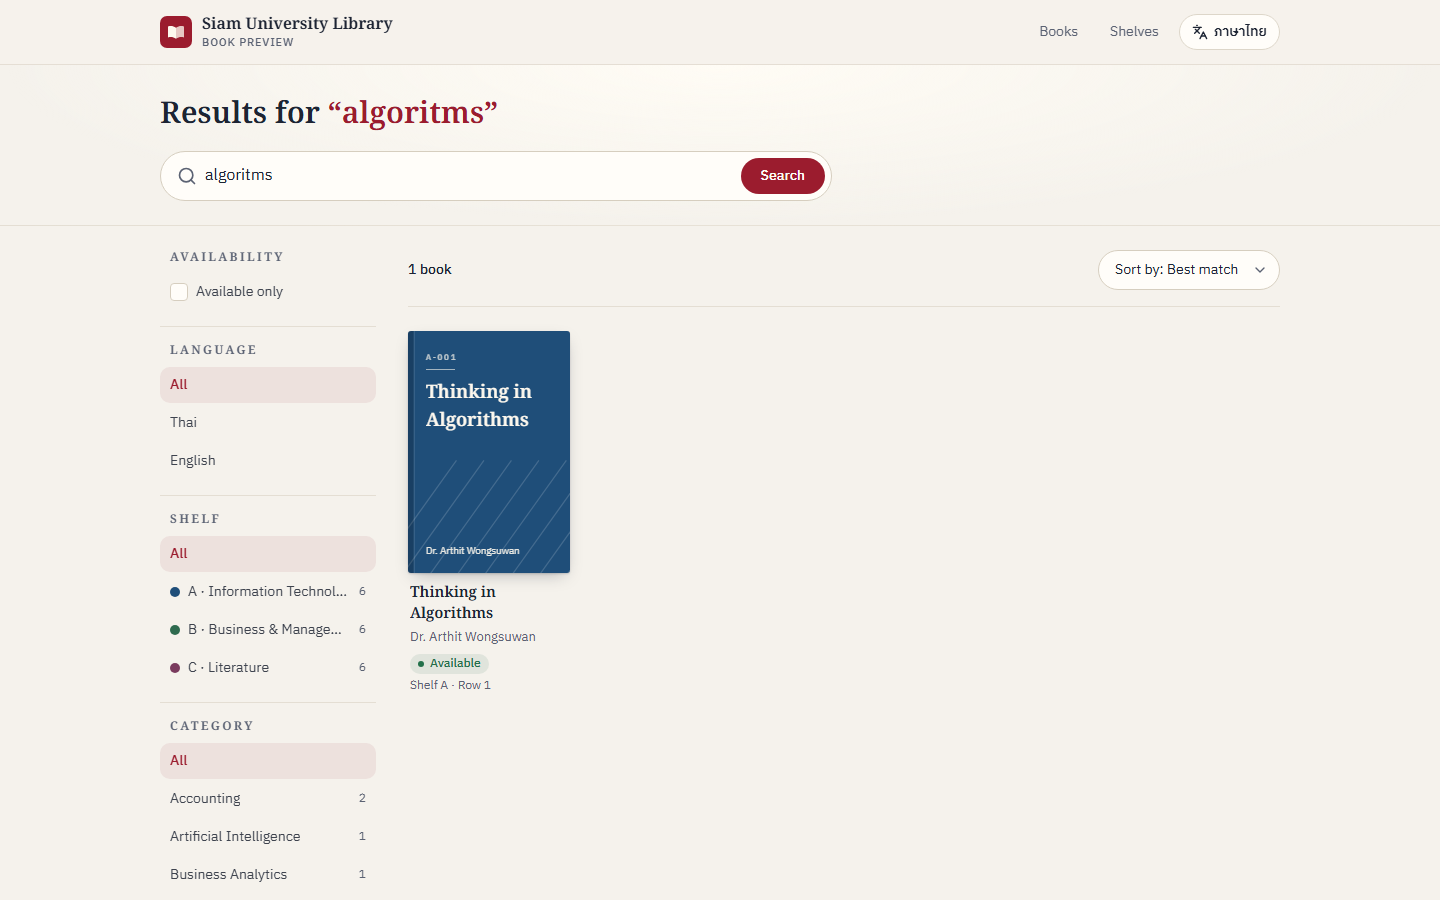 Siam University Library
BOOK PREVIEW
Books
Shelves
ภาษาไทย
Results for “algoritms”
algoritms
Search
AVAILABILITY
Available only
LANGUAGE
All
Thai
English
SHELF
All
A · Information Technol... 6
B · Business & Manage... 6
C · Literature 6
CATEGORY
All
Accounting 2
Artificial Intelligence 1
Business Analytics 1
1 book
Sort by: Best match
A-001
Thinking in
Algorithms
Dr. Arthit Wongsuwan
Thinking in
Algorithms
Dr. Arthit Wongsuwan
Available
Shelf A · Row 1